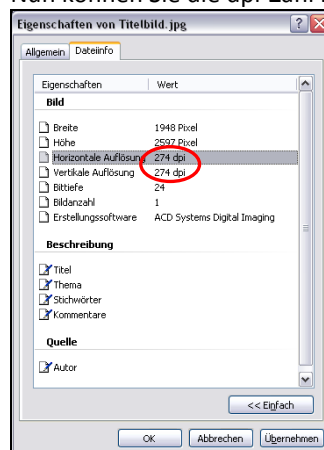 Nun können Sie die dpi-Zahl
Eigenschaften von Titelbild.jpg
Allgemein Dateiinfo
Eigenschaften Wert
Bild
Breite 1948 Pixel
Höhe 2597 Pixel
Horizontale Auflösung 274 dpi
Vertikale Auflösung 274 dpi
Bittiefe 24
Bildanzahl 1
Erstellungssoftware ACD Systems Digital Imaging
Beschreibung
Titel
Thema
Stichwörter
Kommentare
Quelle
Autor
<< Einfach
OK Abbrechen Übernehmen